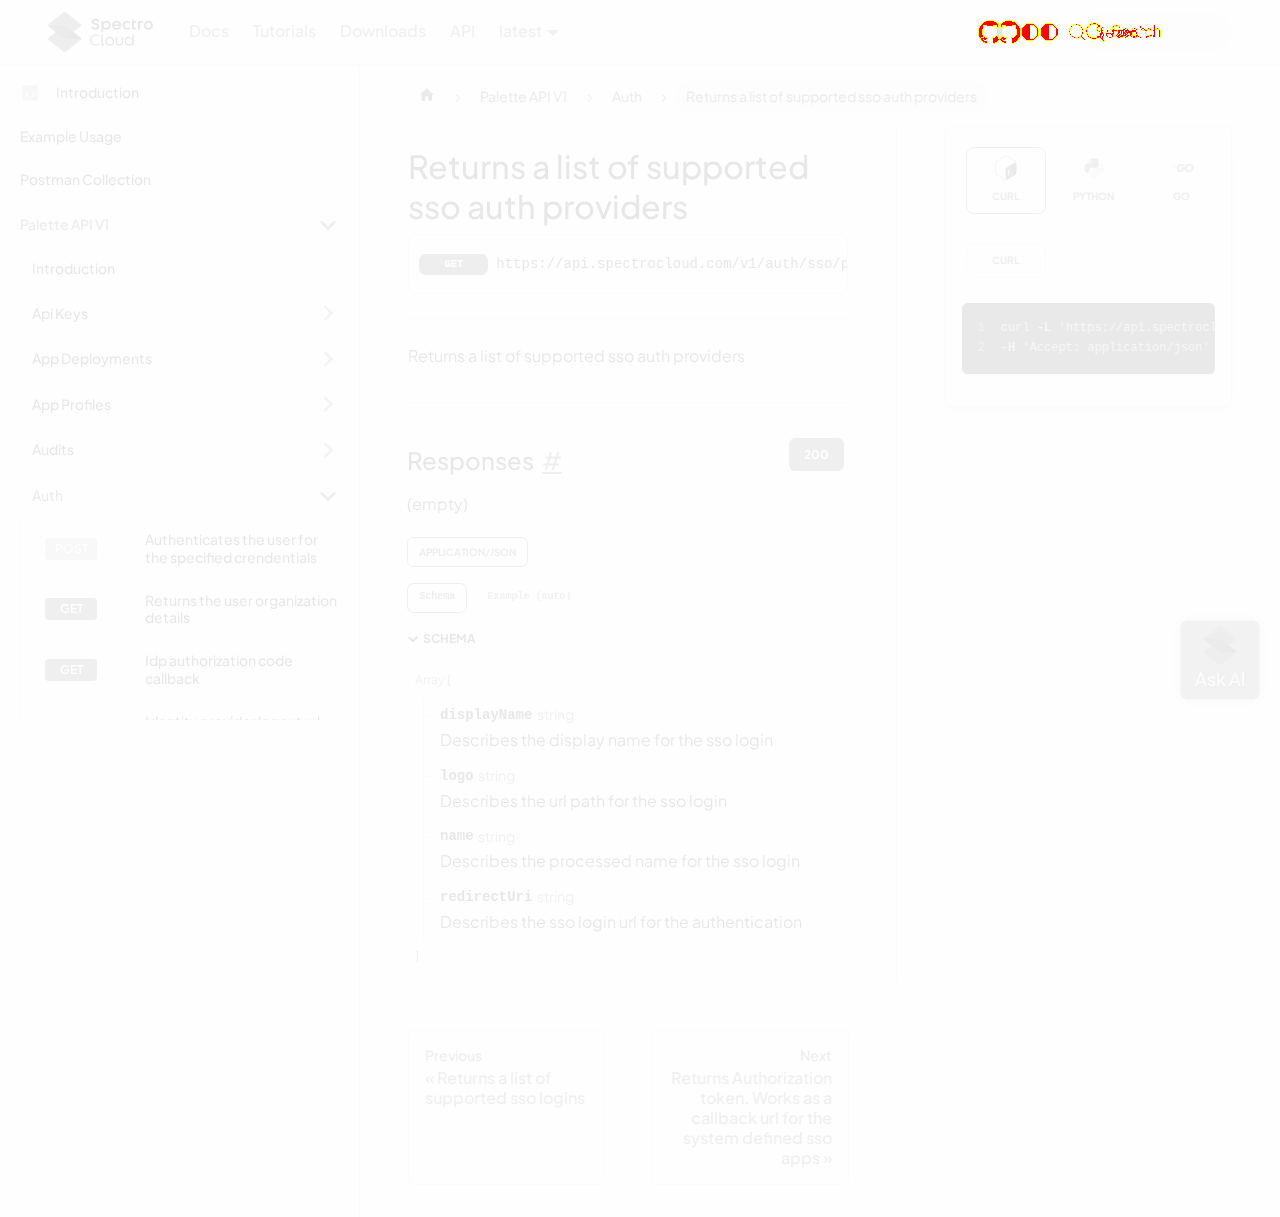 Spectro
Cloud
Docs
Tutorials
Downloads
API
latest
Introduction
Example Usage
Postman Collection
Palette API V1
Introduction
Api Keys
App Deployments
App Profiles
Audits
Auth
POST
Authenticates the user for
the specified crendentials
GET
Returns the user organization
details
GET
Idp authorization code
callback
Palette API V1
Auth
Returns a list of supported sso auth providers
Returns a list of supported
sso auth providers
GET
https://api.spectrocloud.com/v1/auth/sso/p
Returns a list of supported sso auth providers
Responses #
200
(empty)
APPLICATION/JSON
Schema
Example (auto)
SCHEMA
Array [
displayName string
Describes the display name for the sso login
logo string
Describes the url path for the sso login
name string
Describes the processed name for the sso login
redirectUri string
Describes the sso login url for the authentication
]
Previous
« Returns a list of
supported sso logins
Next
Returns Authorization
token. Works as a
callback url for the
system defined sso
apps »
CURL
PYTHON
GO
GO
CURL
1 curl -L 'https://api.spectrocl
2 -H 'Accept: application/json'
Ask AI